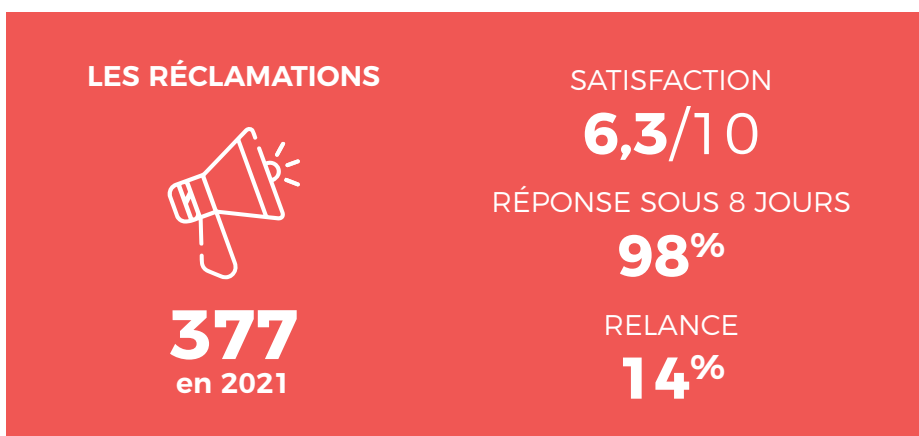 LES RÉCLAMATIONS
377
en 2021
SATISFACTION
6,3/10
RÉPONSE SOUS 8 JOURS
98%
RELANCE
14%